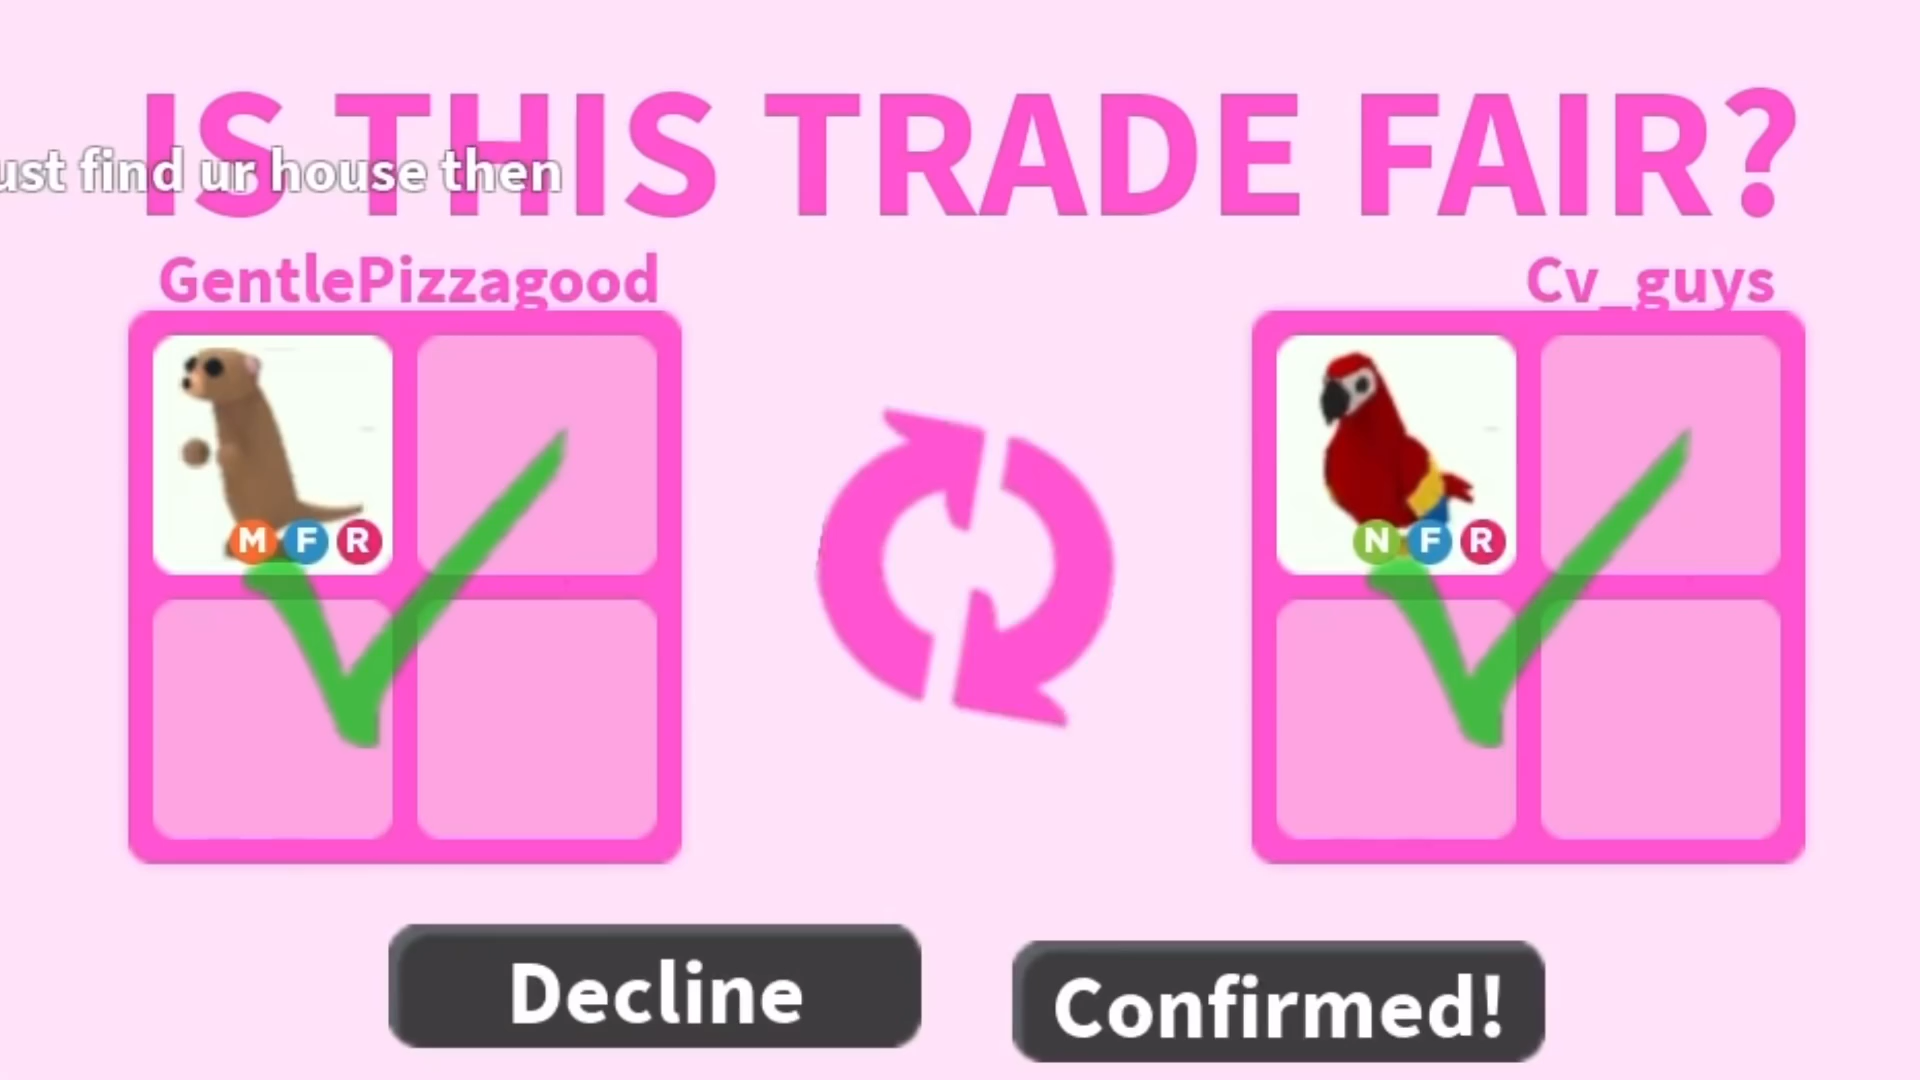 IS THIS TRADE FAIR?
ust find ur house then
GentlePizzagood
Cv_guys
M F R
N F R
Decline
Confirmed!